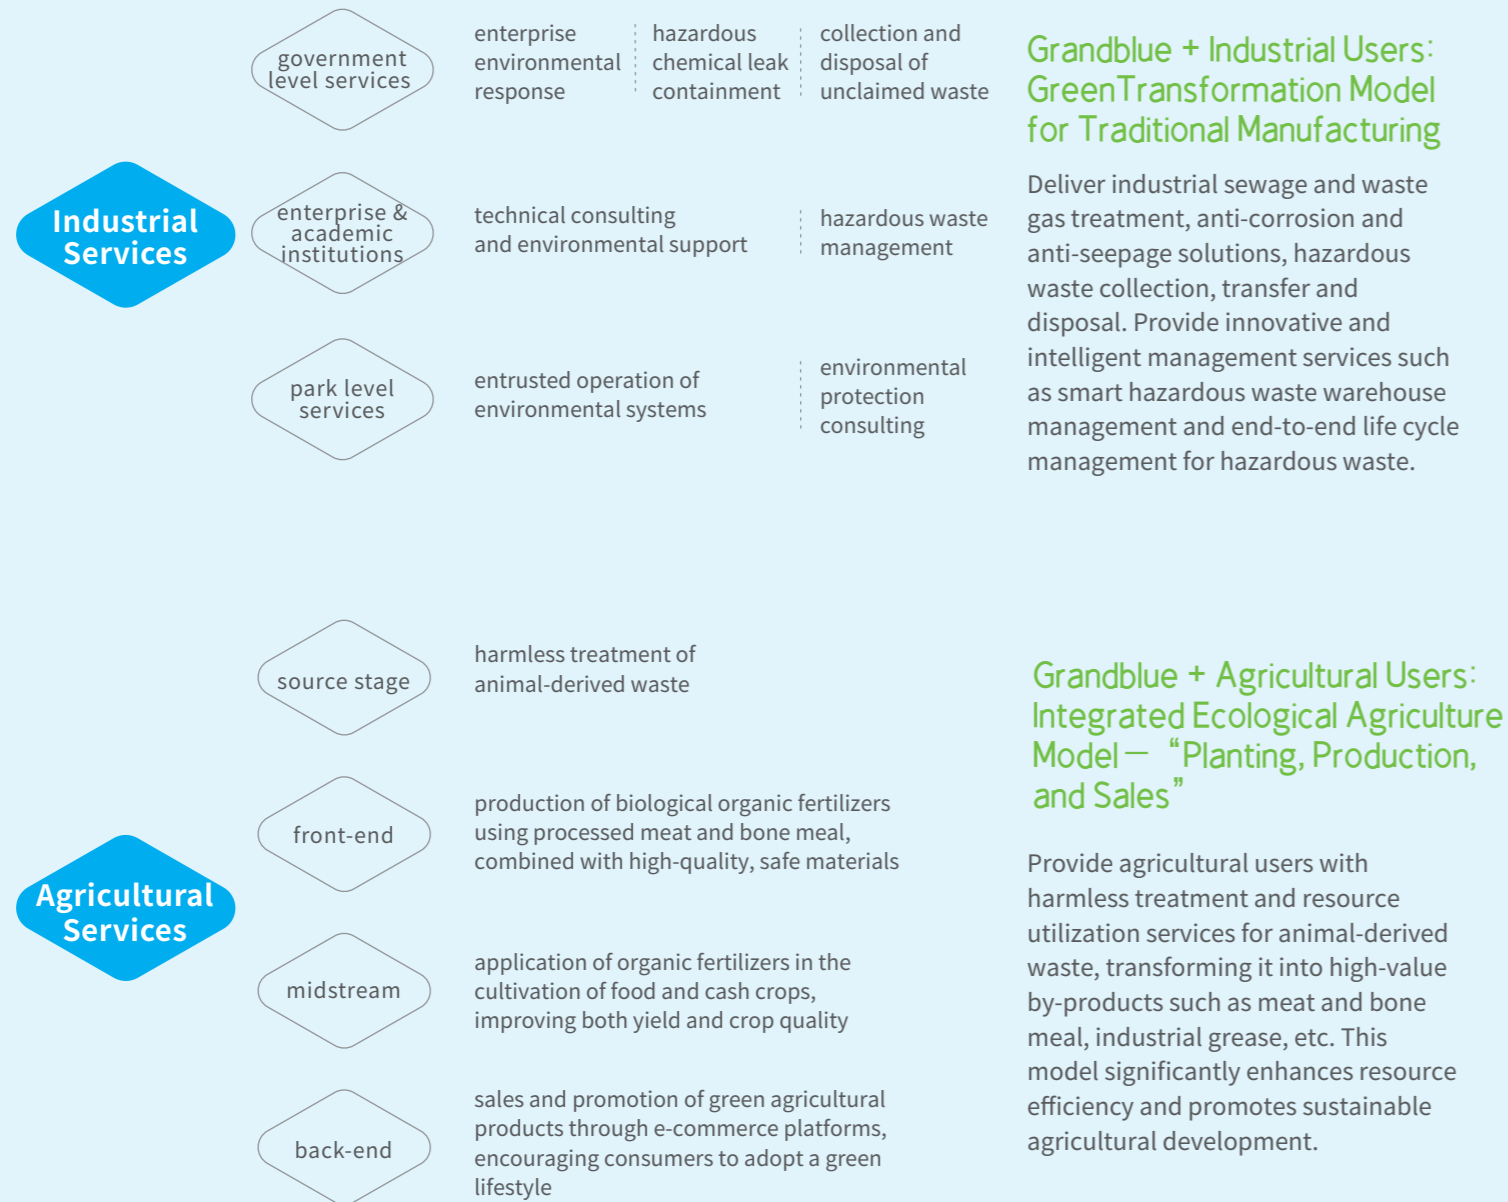 Industrial
Services
government
level services
enterprise
environmental
response
hazardous
chemical leak
containment
collection and
disposal of
unclaimed waste
enterprise &
academic
institutions
technical consulting
and environmental support
hazardous waste
management
park level
services
entrusted operation of
environmental systems
environmental
protection
consulting
Grandblue + Industrial Users:
GreenTransformation Model
for Traditional Manufacturing
Deliver industrial sewage and waste
gas treatment, anti-corrosion and
anti-seepage solutions, hazardous
waste collection, transfer and
disposal. Provide innovative and
intelligent management services such
as smart hazardous waste warehouse
management and end-to-end life cycle
management for hazardous waste.
Agricultural
Services
source stage
harmless treatment of
animal-derived waste
front-end
production of biological organic fertilizers
using processed meat and bone meal,
combined with high-quality, safe materials
midstream
application of organic fertilizers in the
cultivation of food and cash crops,
improving both yield and crop quality
back-end
sales and promotion of green agricultural
products through e-commerce platforms,
encouraging consumers to adopt a green
lifestyle
Grandblue + Agricultural Users:
Integrated Ecological Agriculture
Model — “Planting, Production,
and Sales”
Provide agricultural users with
harmless treatment and resource
utilization services for animal-derived
waste, transforming it into high-value
by-products such as meat and bone
meal, industrial grease, etc. This
model significantly enhances resource
efficiency and promotes sustainable
agricultural development.